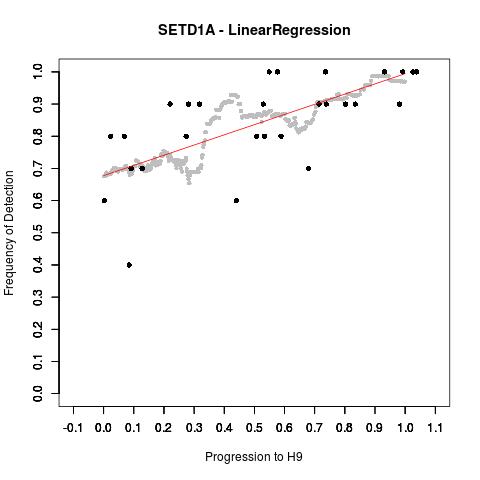 SETD1A - LinearRegression
Frequency of Detection
1.0
0.9
0.8
0.7
0.6
0.5
0.4
0.3
0.2
0.1
0.0
-0.1 0.0 0.1 0.2 0.3 0.4 0.5 0.6 0.7 0.8 0.9 1.0 1.1
Progression to H9